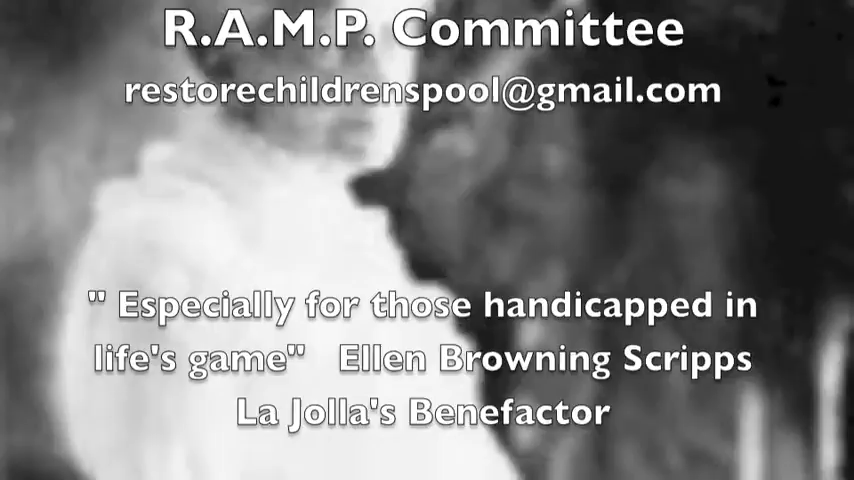 R.A.M.P. Committee
restorechildrenspool@gmail.com
" Especially for those handicapped in
life's game" Ellen Browning Scripps
La Jolla's Benefactor